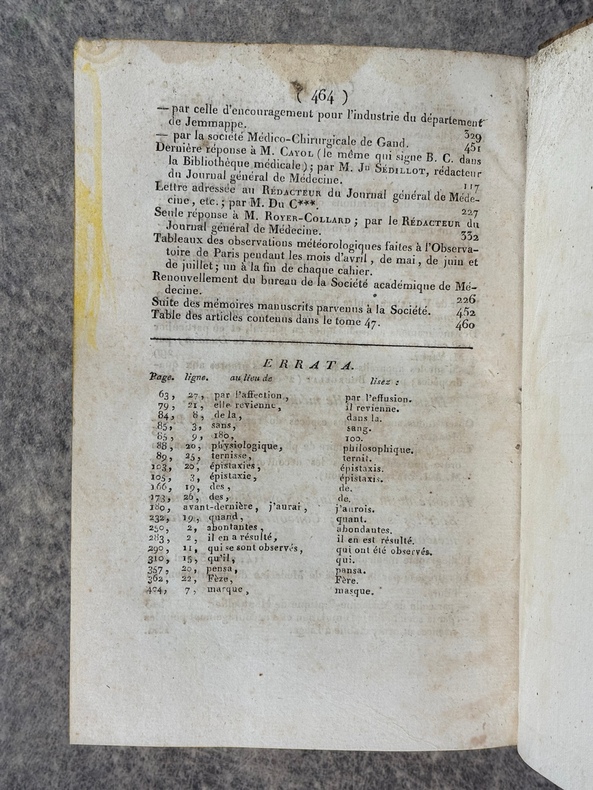 ( 464 )
— par celle d'encouragement pour l'industrie du département
de Jemmappe. 329
— par la société Médico-Chirurgicale de Gand. 451
Dernière réponse à M. CAYOL (le même qui signe B. C. dans
la Bibliothèque médicale); par M. Jn SÉDILLOT, rédacteur
du Journal général de Médecine. 117
Lettre adressée au RÉDACTEUR du Journal général de Méde-
cine, etc.; par M. DU C***. 227
Seule réponse à M. ROYER-COLLARD; par le RÉDACTEUR du
Journal général de Médecine. 332
Tableaux des observations météorologiques faites à l'Observa-
toire de Paris pendant les mois d'avril, de mai, de juin et
de juillet; un à la fin de chaque cahier.
Renouvellement du bureau de la Société académique de Mé-
decine. 226
Suite des mémoires manuscrits parvenus à la Société. 452
Table des articles contenus dans le tome 47. 460
ERRATA.
Page. ligne. au lieu de lisez :
63, 27, par l'affection, par l'effusion.
79, 21, elle revienne, il revienne.
84, 8, de la, dans la.
85, 3, sans, sang.
85, 9, 180, 100.
88, 20, physiologique, philosophique.
89, 25, ternisse, ternil.
103, 20, épistaxies, épistaxis.
105, 3, épistaxie, épistaxis.
166, 19, des, de.
173, 26, des, de.
180, avant-dernière, j'aurai, j'aurois.
232, 19, quand, quant.
250, 2, abontantes, abondantes.
283, 2, il en a résulté, il en est résulté.
290, 11, qui se sont observés, qui ont été observés.
310, 15, qu'il, qui.
357, 20, pensa, pansa.
362, 22, Fèze, Fère.
424, 7, marque, masque.